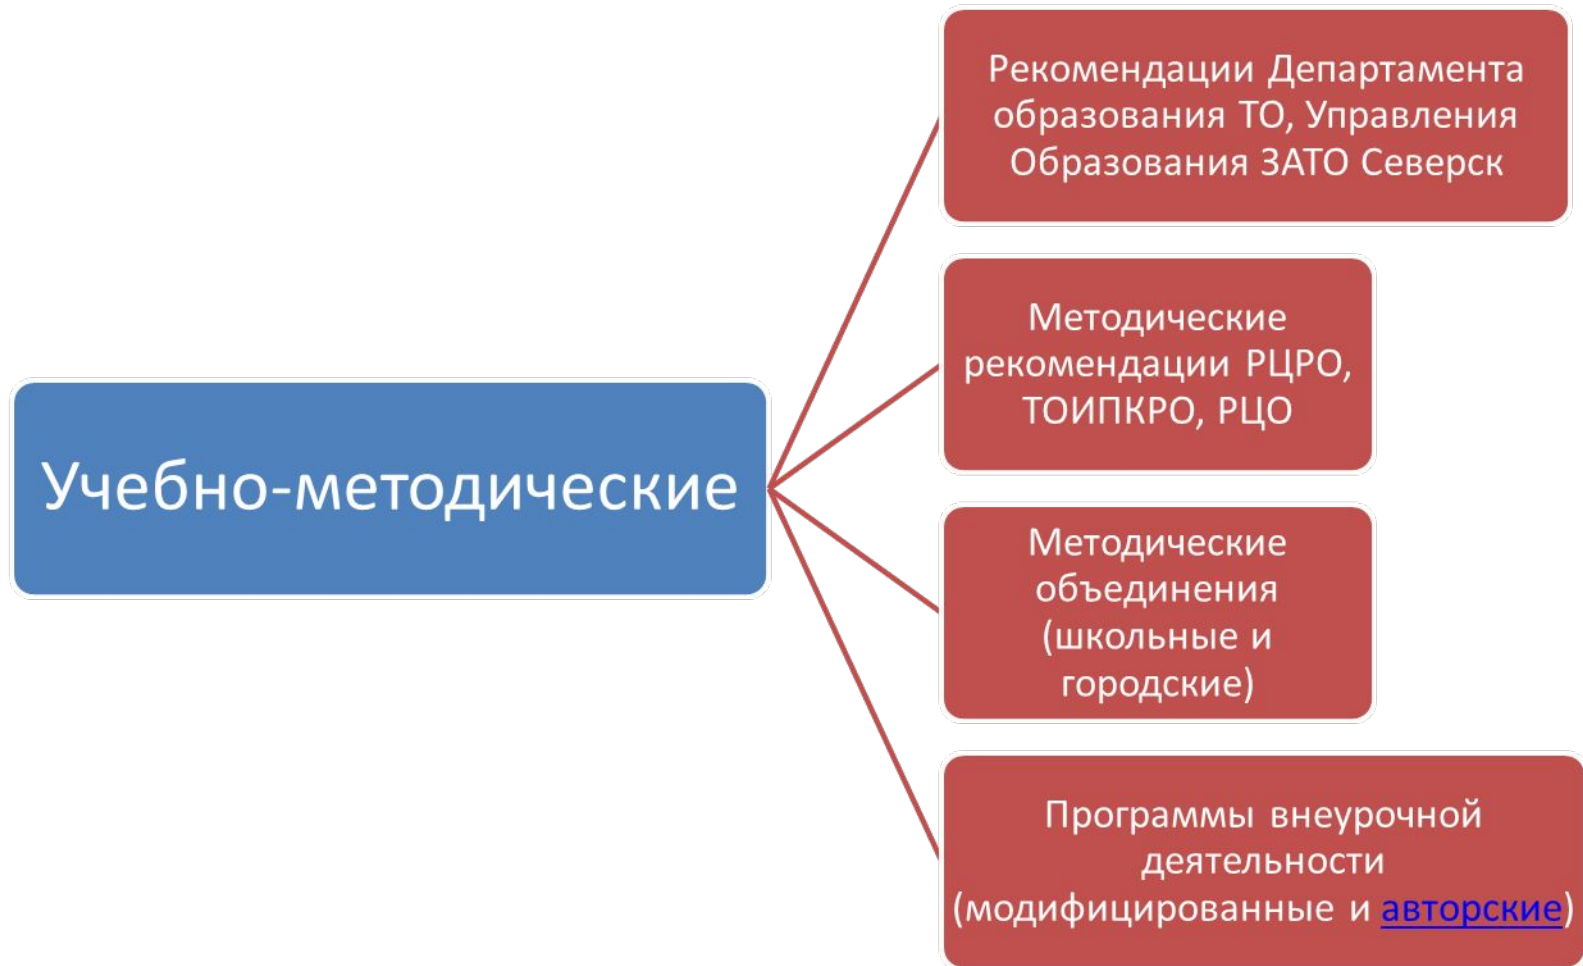 Рекомендации Департамента
образования ТО, Управления
Образования ЗАТО Северск
Методические
рекомендации РЦРО,
ТОИПКРО, РЦО
Учебно-методические
Методические
объединения
(школьные и
городские)
Программы внеурочной
деятельности
(модифицированные и авторские)